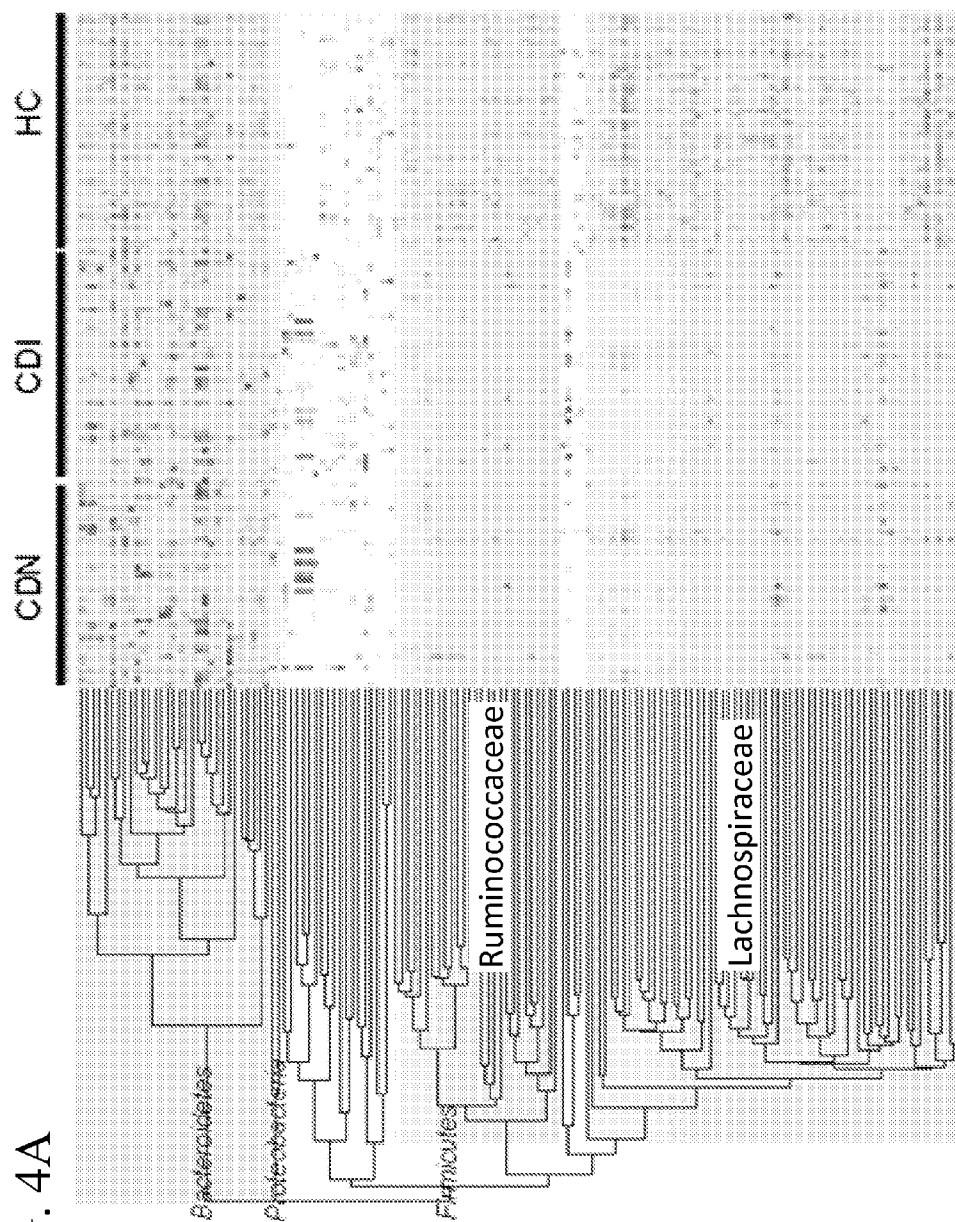 . 4A
CDN
CDI
HC
Bacteroidetes
Proteobacteria
Firmicutes
Ruminococcaceae
Lachnospiraceae